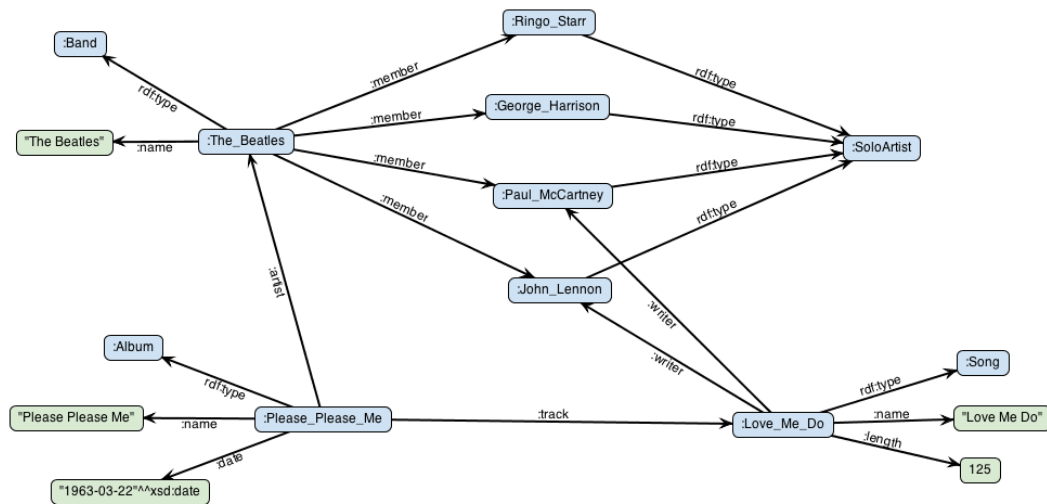 :Ringo_Starr
:Band
:member
rdf:type
rdf:type
:George_Harrison
:member
rdf:type
"The Beatles"
:name
:The_Beatles
:SoloArtist
:member
rdf:type
:Paul_McCartney
:member
rdf:type
:artist
:John_Lennon
:writer
:writer
:Album
:Song
rdf:type
rdf:type
"Please Please Me"
:name
:Please_Please_Me
:track
:Love_Me_Do
:name
"Love Me Do"
:date
:length
"1963-03-22"^^xsd:date
125